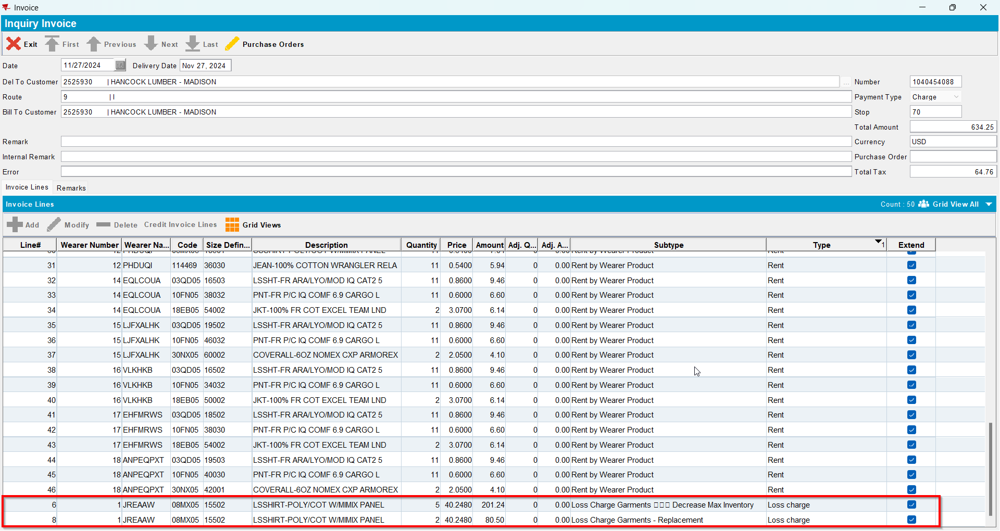 Invoice
Inquiry Invoice
Exit First Previous Next Last Purchase Orders
Date 11/27/2024 Delivery Date Nov 27, 2024
Del To Customer 2525930 | HANCOCK LUMBER - MADISON ... Number 1040454088
Route 9 | I Payment Type Charge
Bill To Customer 2525930 | HANCOCK LUMBER - MADISON Stop 70
Total Amount 634.25
Remark Currency USD
Internal Remark Purchase Order
Error Total Tax 64.76
Invoice Lines Remarks
Invoice Lines Count : 50 Grid View All
Add Modify Delete Credit Invoice Lines Grid Views
Line# Wearer Number Wearer Na... Code Size Defin... Description Quantity Price Amount Adj. Q... Adj. A... Subtype Type 1 Extend
31 12 PHDUQI 114469 36030 JEAN-100% COTTON WRANGLER RELA 11 0.5400 5.94 0 0.00 Rent by Wearer Product Rent
32 14 EQLCOUA 03QD05 16503 LSSHT-FR ARA/LYO/MOD IQ CAT2 5 11 0.8600 9.46 0 0.00 Rent by Wearer Product Rent
33 14 EQLCOUA 10FN05 38032 PNT-FR P/C IQ COMF 6.9 CARGO L 11 0.6000 6.60 0 0.00 Rent by Wearer Product Rent
34 14 EQLCOUA 18EB05 54002 JKT-100% FR COT EXCEL TEAM LND 2 3.0700 6.14 0 0.00 Rent by Wearer Product Rent
35 15 LJFXALHK 03QD05 19502 LSSHT-FR ARA/LYO/MOD IQ CAT2 5 11 0.8600 9.46 0 0.00 Rent by Wearer Product Rent
36 15 LJFXALHK 10FN05 46032 PNT-FR P/C IQ COMF 6.9 CARGO L 11 0.6000 6.60 0 0.00 Rent by Wearer Product Rent
37 15 LJFXALHK 30NX05 60002 COVERALL-6OZ NOMEX CXP ARMOREX 2 2.0500 4.10 0 0.00 Rent by Wearer Product Rent
38 16 VLKHKB 03QD05 16502 LSSHT-FR ARA/LYO/MOD IQ CAT2 5 11 0.8600 9.46 0 0.00 Rent by Wearer Product Rent
39 16 VLKHKB 10FN05 34032 PNT-FR P/C IQ COMF 6.9 CARGO L 11 0.6000 6.60 0 0.00 Rent by Wearer Product Rent
40 16 VLKHKB 18EB05 50002 JKT-100% FR COT EXCEL TEAM LND 2 3.0700 6.14 0 0.00 Rent by Wearer Product Rent
41 17 EHFMRWS 03QD05 18502 LSSHT-FR ARA/LYO/MOD IQ CAT2 5 11 0.8600 9.46 0 0.00 Rent by Wearer Product Rent
42 17 EHFMRWS 10FN05 38030 PNT-FR P/C IQ COMF 6.9 CARGO L 11 0.6000 6.60 0 0.00 Rent by Wearer Product Rent
43 17 EHFMRWS 18EB05 54002 JKT-100% FR COT EXCEL TEAM LND 2 3.0700 6.14 0 0.00 Rent by Wearer Product Rent
44 18 ANPEQPXT 03QD05 19503 LSSHT-FR ARA/LYO/MOD IQ CAT2 5 11 0.8600 9.46 0 0.00 Rent by Wearer Product Rent
45 18 ANPEQPXT 10FN05 40030 PNT-FR P/C IQ COMF 6.9 CARGO L 11 0.6000 6.60 0 0.00 Rent by Wearer Product Rent
46 18 ANPEQPXT 30NX05 42001 COVERALL-6OZ NOMEX CXP ARMOREX 2 2.0500 4.10 0 0.00 Rent by Wearer Product Rent
6 1 JREAAW 08MX05 15502 LSSHIRT-POLY/COT W/MIMIX PANEL 5 40.2480 201.24 0 0.00 Loss Charge Garments □□□ Decrease Max Inventory Loss charge
8 1 JREAAW 08MX05 15502 LSSHIRT-POLY/COT W/MIMIX PANEL 2 40.2480 80.50 0 0.00 Loss Charge Garments - Replacement Loss charge